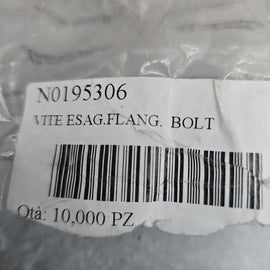 N0195306
VITE ESAG.FLANG. BOLT
Qtà: 10,000 PZ